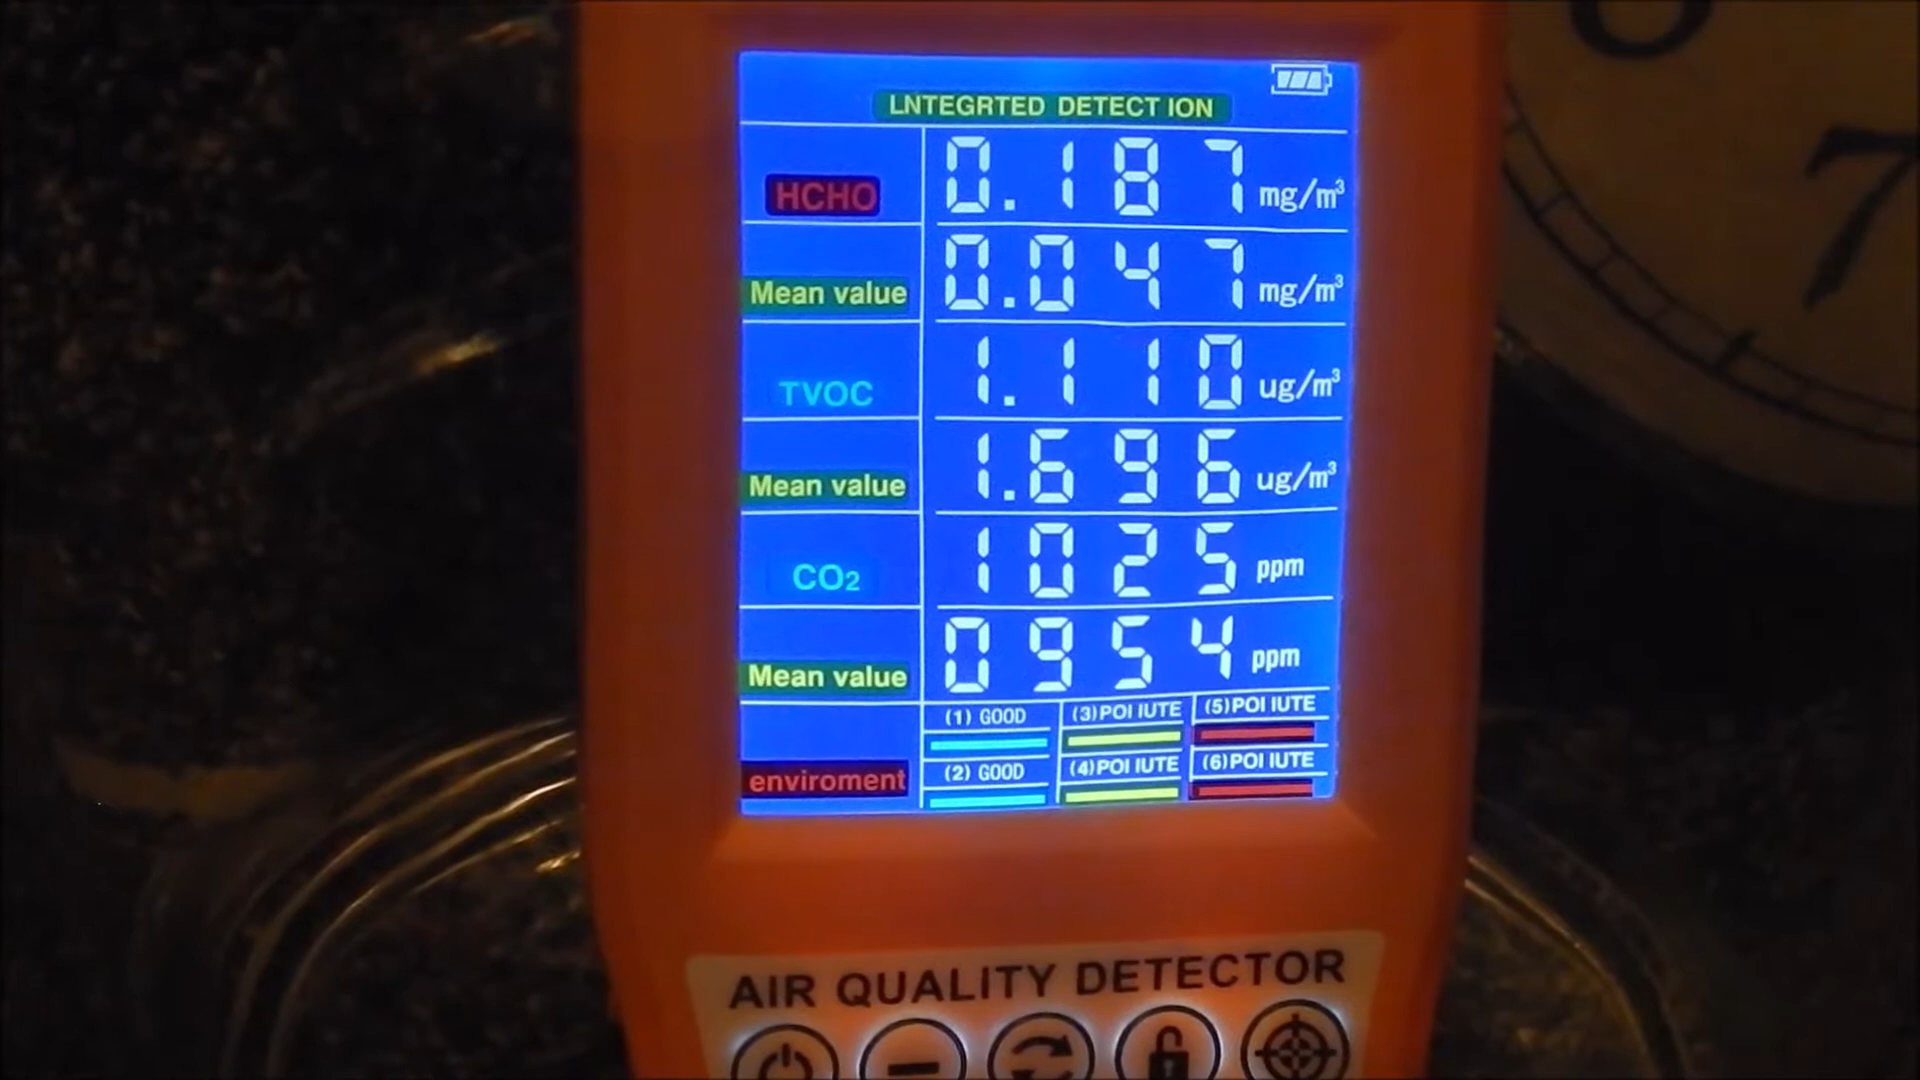 LNTEGRTED DETECT ION
HCHO 0.187 mg/m³
Mean value 0.047 mg/m³
TVOC 1.110 ug/m³
Mean value 1.696 ug/m³
CO₂ 1025 ppm
Mean value 0954 ppm
(1) GOOD (3)POI IUTE (5)POI IUTE
enviroment (2) GOOD (4)POI IUTE (6)POI IUTE
AIR QUALITY DETECTOR
7